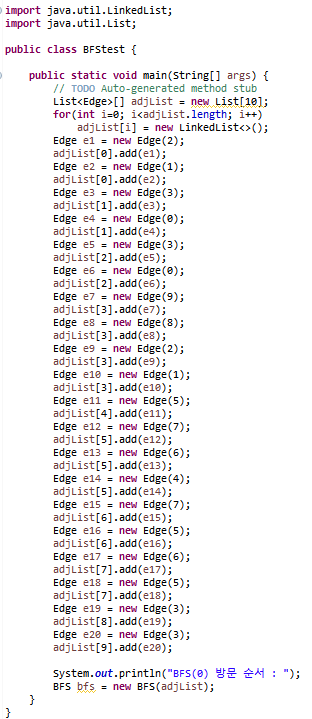 import java.util.LinkedList;
import java.util.List;
public class BFStest {
public static void main(String[] args) {
// TODO Auto-generated method stub
List<Edge>[] adjList = new List[10];
for(int i=0; i<adjList.length; i++)
adjList[i] = new LinkedList<>();
Edge e1 = new Edge(2);
adjList[0].add(e1);
Edge e2 = new Edge(1);
adjList[0].add(e2);
Edge e3 = new Edge(3);
adjList[1].add(e3);
Edge e4 = new Edge(0);
adjList[1].add(e4);
Edge e5 = new Edge(3);
adjList[2].add(e5);
Edge e6 = new Edge(0);
adjList[2].add(e6);
Edge e7 = new Edge(9);
adjList[3].add(e7);
Edge e8 = new Edge(8);
adjList[3].add(e8);
Edge e9 = new Edge(2);
adjList[3].add(e9);
Edge e10 = new Edge(1);
adjList[3].add(e10);
Edge e11 = new Edge(5);
adjList[4].add(e11);
Edge e12 = new Edge(7);
adjList[5].add(e12);
Edge e13 = new Edge(6);
adjList[5].add(e13);
Edge e14 = new Edge(4);
adjList[5].add(e14);
Edge e15 = new Edge(7);
adjList[6].add(e15);
Edge e16 = new Edge(5);
adjList[6].add(e16);
Edge e17 = new Edge(6);
adjList[7].add(e17);
Edge e18 = new Edge(5);
adjList[7].add(e18);
Edge e19 = new Edge(3);
adjList[8].add(e19);
Edge e20 = new Edge(3);
adjList[9].add(e20);
System.out.println("BFS(0) 방문 순서 : ");
BFS bfs = new BFS(adjList);
}
}